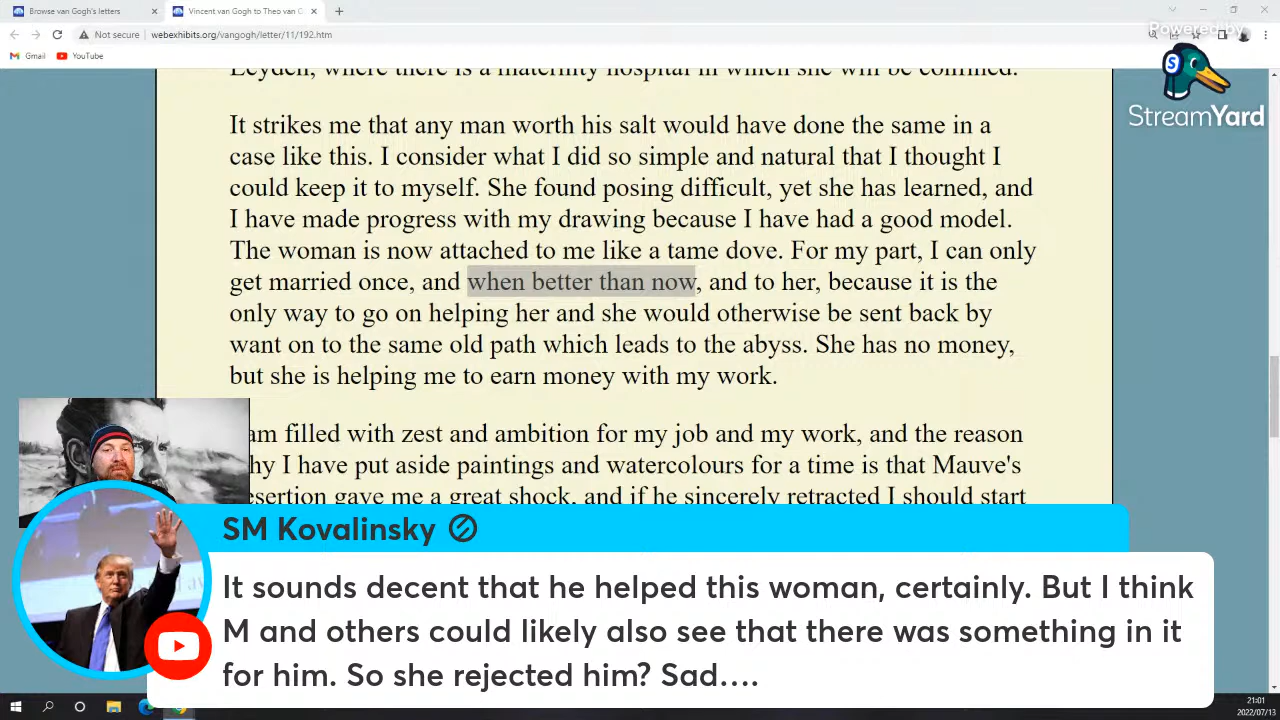 Browse van Gogh's letters
Vincent van Gogh to Theo van G
Not secure
webexhibits.org/vangogh/letter/11/192.htm
Powered by
Gmail
YouTube
StreamYard
Leyden, where there is a maternity hospital in which she will be confined.
It strikes me that any man worth his salt would have done the same in a
case like this. I consider what I did so simple and natural that I thought I
could keep it to myself. She found posing difficult, yet she has learned, and
I have made progress with my drawing because I have had a good model.
The woman is now attached to me like a tame dove. For my part, I can only
get married once, and when better than now, and to her, because it is the
only way to go on helping her and she would otherwise be sent back by
want on to the same old path which leads to the abyss. She has no money,
but she is helping me to earn money with my work.
am filled with zest and ambition for my job and my work, and the reason
hy I have put aside paintings and watercolours for a time is that Mauve's
esertion gave me a great shock, and if he sincerely retracted I should start
SM Kovalinsky
It sounds decent that he helped this woman, certainly. But I think
M and others could likely also see that there was something in it
for him. So she rejected him? Sad....
21:01
2022/07/13